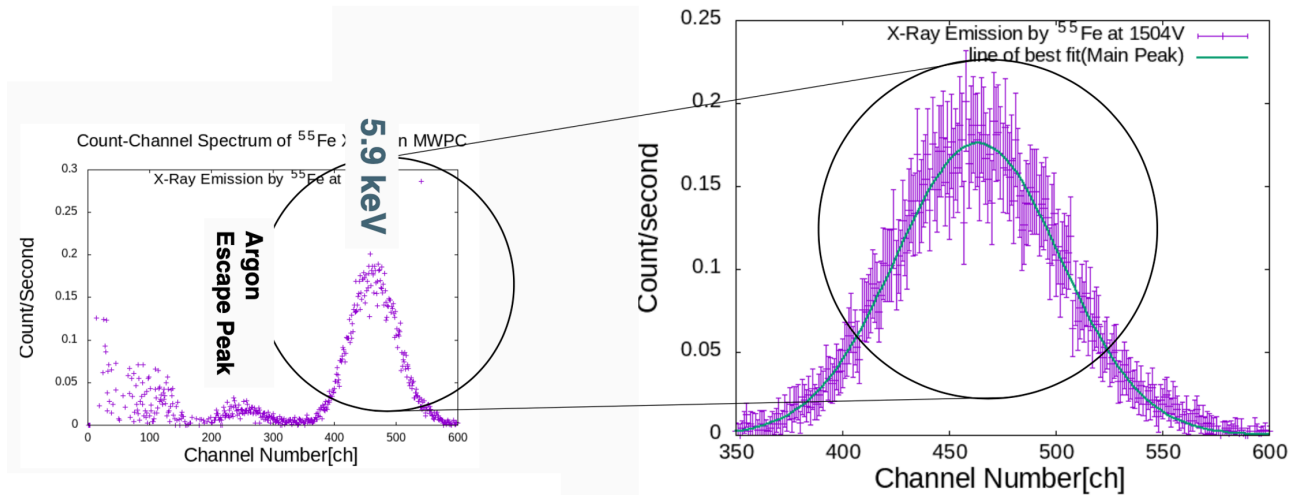 Count-Channel Spectrum of ⁵⁵Fe X n MWPC
X-Ray Emission by ⁵⁵Fe at
5.9 keV
Argon
Escape Peak
Count/Second
0.3
0.25
0.2
0.15
0.1
0.05
0
0 100 200 300 400 500 600
Channel Number[ch]
X-Ray Emission by ⁵⁵Fe at 1504V
line of best fit(Main Peak)
Count/second
0.25
0.2
0.15
0.1
0.05
0
350 400 450 500 550 600
Channel Number[ch]